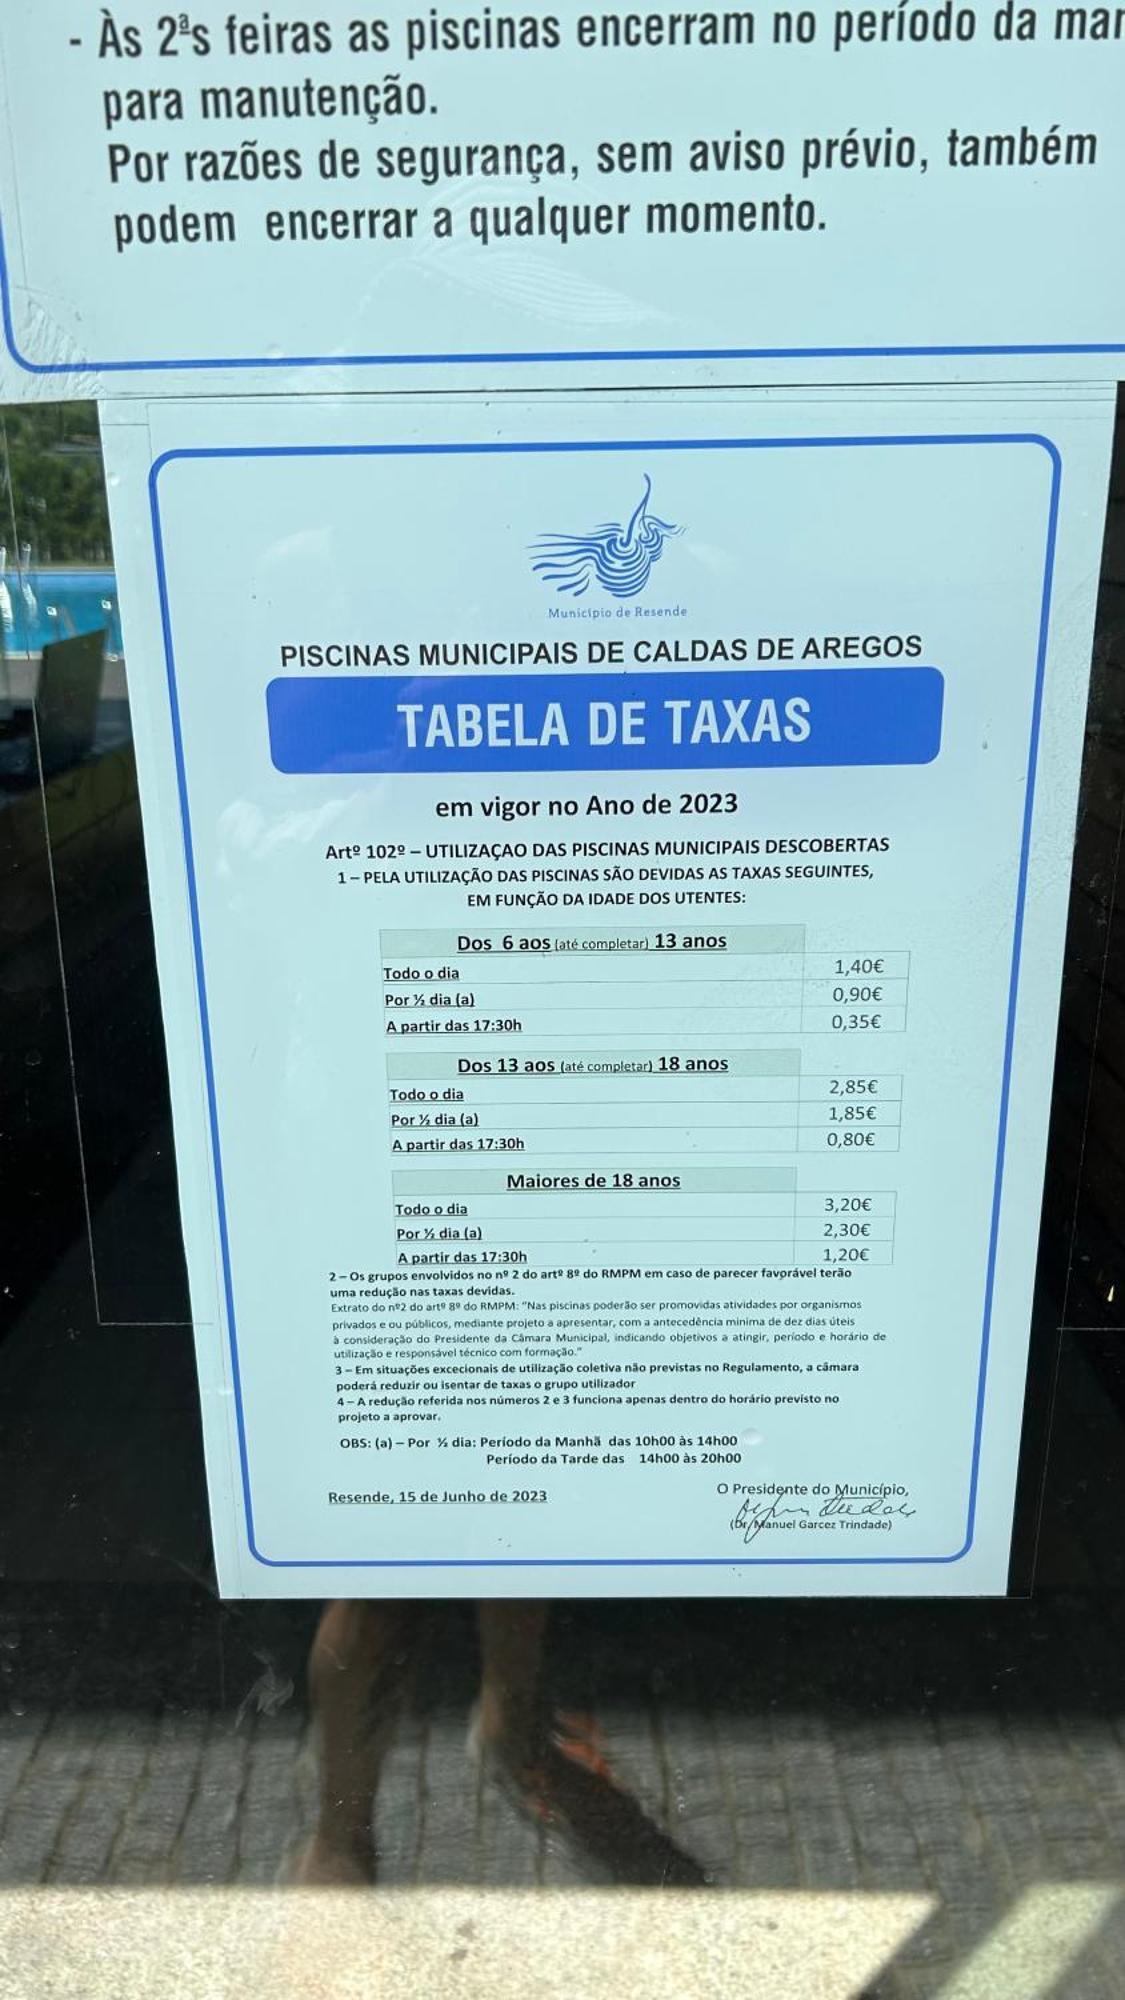 - Às 2ªs feiras as piscinas encerram no período da
para manutenção.
Por razões de segurança, sem aviso prévio, também
podem encerrar a qualquer momento.
Município de Resende
PISCINAS MUNICIPAIS DE CALDAS DE AREGOS
TABELA DE TAXAS
em vigor no Ano de 2023
Artº 102º – UTILIZAÇAO DAS PISCINAS MUNICIPAIS DESCOBERTAS
1 – PELA UTILIZAÇÃO DAS PISCINAS SÃO DEVIDAS AS TAXAS SEGUINTES,
EM FUNÇÃO DA IDADE DOS UTENTES:
Dos 6 aos (até completar) 13 anos
Todo o dia 1,40€
Por ½ dia (a) 0,90€
A partir das 17:30h 0,35€
Dos 13 aos (até completar) 18 anos
Todo o dia 2,85€
Por ½ dia (a) 1,85€
A partir das 17:30h 0,80€
Maiores de 18 anos
Todo o dia 3,20€
Por ½ dia (a) 2,30€
A partir das 17:30h 1,20€
2 – Os grupos envolvidos no nº 2 do artº 8º do RMPM em caso de parecer favorável terão
uma redução nas taxas devidas.
Extrato do nº2 do artº 8º do RMPM: "Nas piscinas poderão ser promovidas atividades por organismos
privados e ou públicos, mediante projeto a apresentar, com a antecedência minima de dez dias úteis
à consideração do Presidente da Câmara Municipal, indicando objetivos a atingir, período e horário de
utilização e responsável técnico com formação."
3 – Em situações excecionais de utilização coletiva não previstas no Regulamento, a câmara
poderá reduzir ou isentar de taxas o grupo utilizador
4 – A redução referida nos números 2 e 3 funciona apenas dentro do horário previsto no
projeto a aprovar.
OBS: (a) – Por ½ dia: Período da Manhã das 10h00 às 14h00
Período da Tarde das 14h00 às 20h00
Resende, 15 de Junho de 2023
O Presidente do Município,
(Dr. Manuel Garcez Trindade)